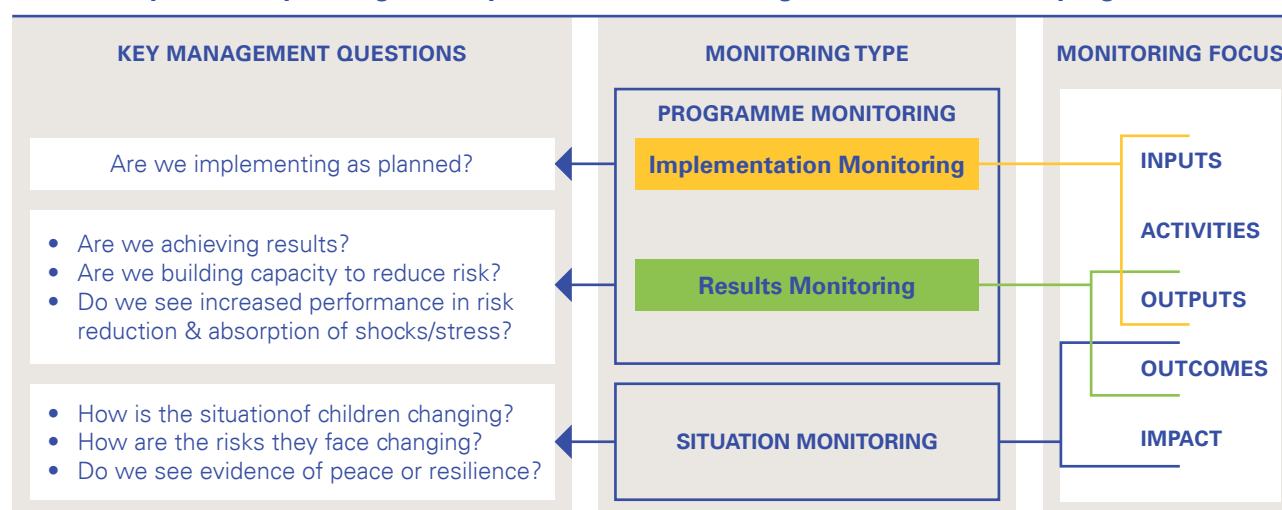 KEY MANAGEMENT QUESTIONS
MONITORING TYPE
MONITORING FOCUS
PROGRAMME MONITORING
Are we implementing as planned?
Implementation Monitoring
INPUTS
ACTIVITIES
• Are we achieving results?
• Are we building capacity to reduce risk?
• Do we see increased performance in risk
reduction & absorption of shocks/stress?
Results Monitoring
OUTPUTS
OUTCOMES
• How is the situationof children changing?
• How are the risks they face changing?
• Do we see evidence of peace or resilience?
SITUATION MONITORING
IMPACT